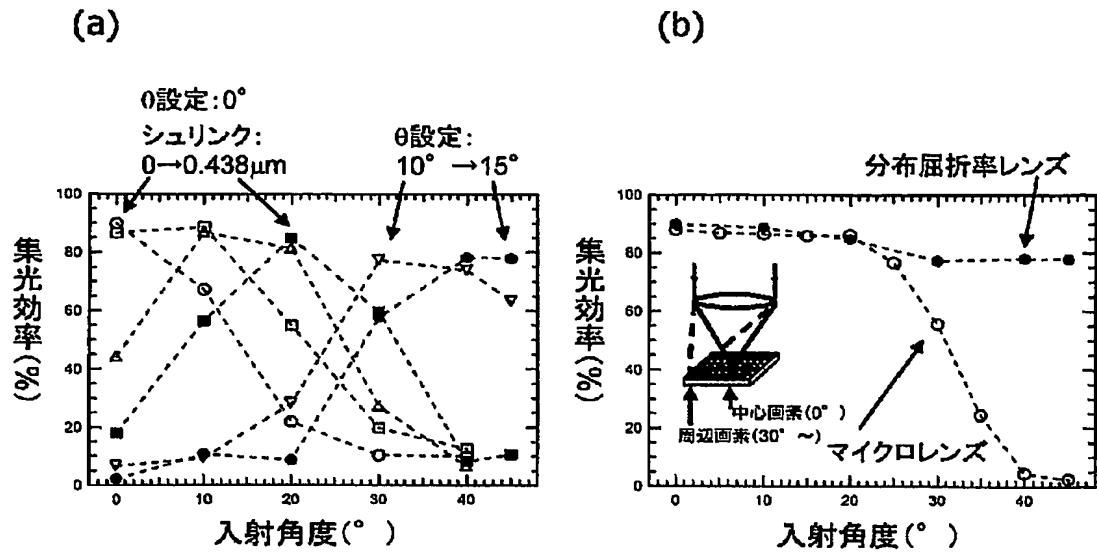 (a)
θ設定:0°
シュリンク:
0→0.438μm
θ設定:
10° →15°
100
80
60
40
20
0
集光効率(%)
0
10
20
30
40
入射角度(°)
(b)
分布屈折率レンズ
100
80
60
40
20
0
集光効率(%)
中心画素(0°)
周辺画素(30°~)
マイクロレンズ
0
10
20
30
40
入射角度(°)